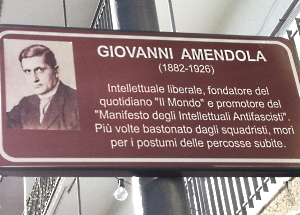 GIOVANNI AMENDOLA
(1882-1926)
Intellettuale liberale, fondatore del
quotidiano "Il Mondo" e promotore del
"Manifesto degli Intellettuali Antifascisti".
Più volte bastonato dagli squadristi, morì
per i postumi delle percosse subite.